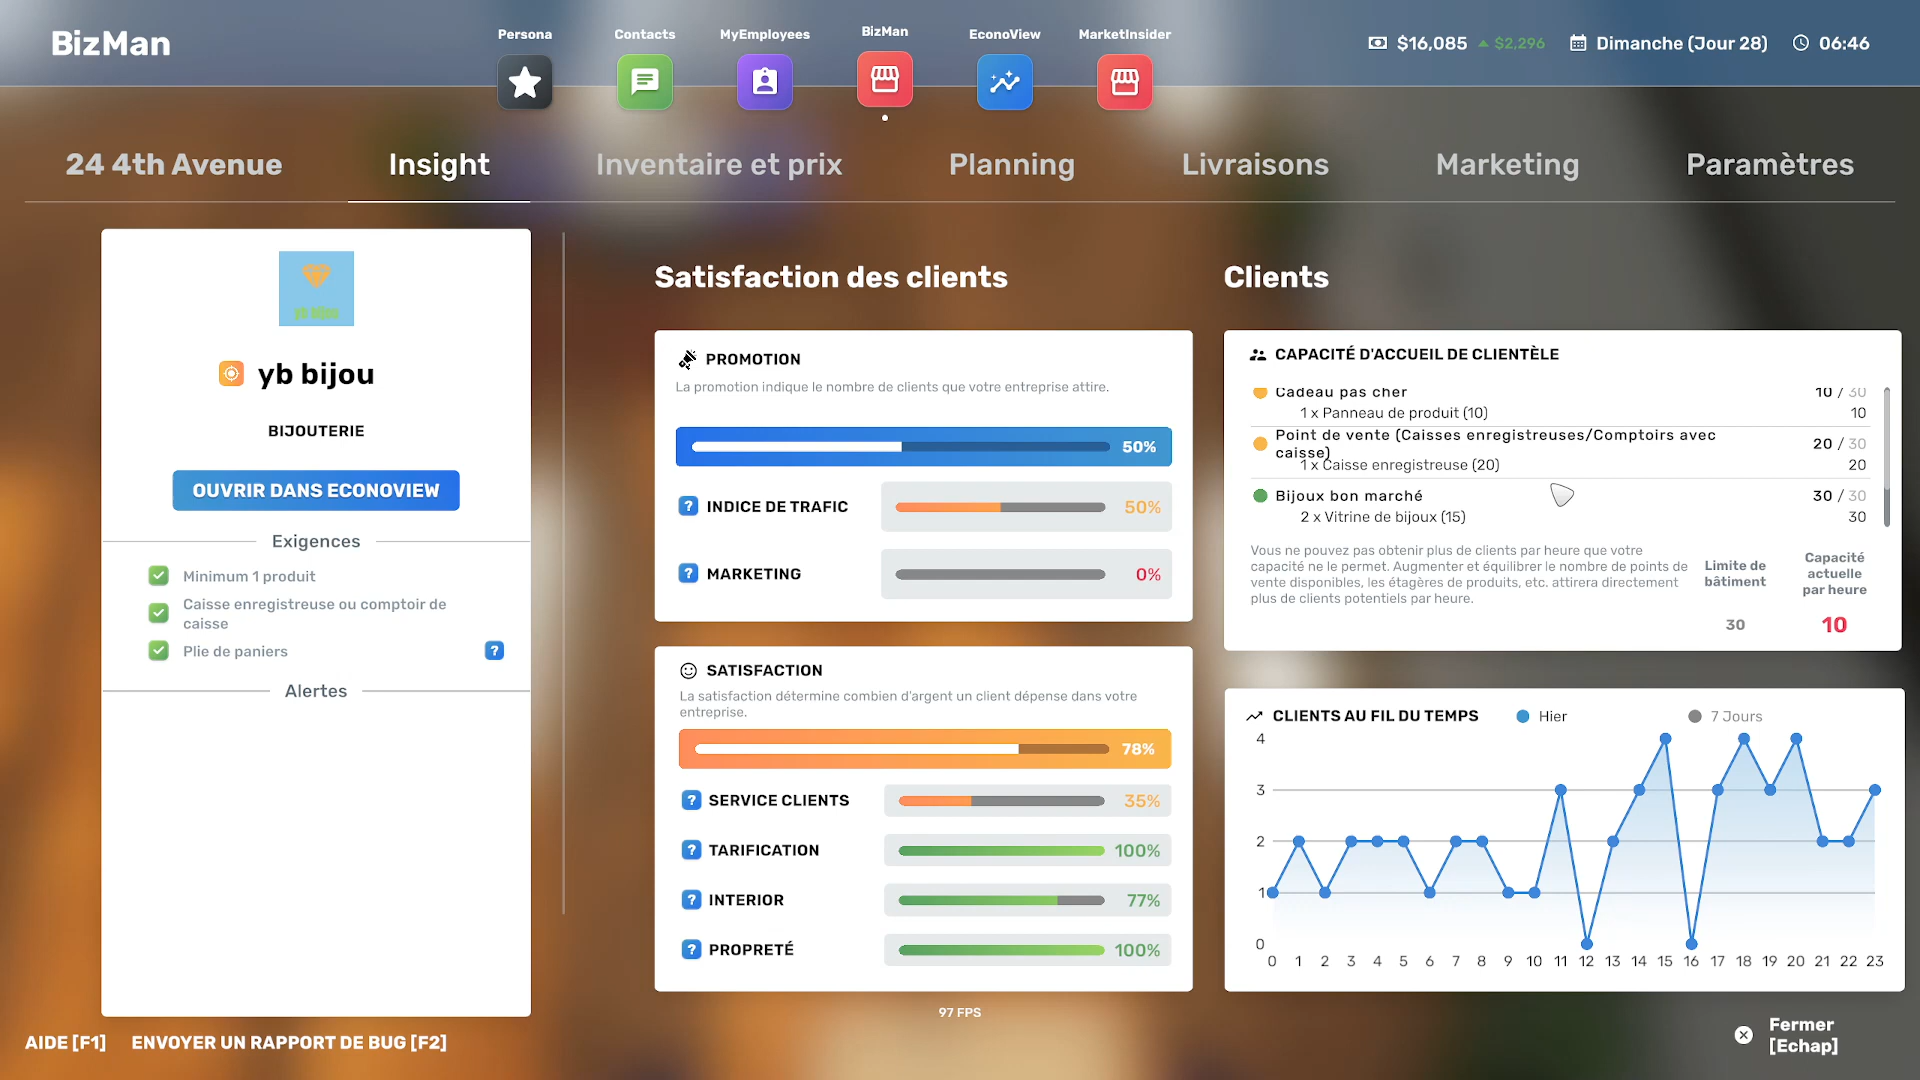 BizMan
Persona
Contacts
MyEmployees
BizMan
EconoView
MarketInsider
$16,085
$2,296
Dimanche (Jour 28)
06:46
24 4th Avenue
Insight
Inventaire et prix
Planning
Livraisons
Marketing
Paramètres
yb bijou
yb bijou
BIJOUTERIE
OUVRIR DANS ECONOVIEW
Exigences
Minimum 1 produit
Caisse enregistreuse ou comptoir de
caisse
Plie de paniers
?
Alertes
Satisfaction des clients
PROMOTION
La promotion indique le nombre de clients que votre entreprise attire.
50%
? INDICE DE TRAFIC 50%
? MARKETING 0%
SATISFACTION
La satisfaction détermine combien d'argent un client dépense dans votre
entreprise.
78%
? SERVICE CLIENTS 35%
? TARIFICATION 100%
? INTERIOR 77%
? PROPRETÉ 100%
Clients
CAPACITÉ D'ACCUEIL DE CLIENTÈLE
Cadeau pas cher 10 / 30
1 x Panneau de produit (10) 10
Point de vente (Caisses enregistreuses/Comptoirs avec
caisse) 20 / 30
1 x Caisse enregistreuse (20) 20
Bijoux bon marché 30 / 30
2 x Vitrine de bijoux (15) 30
Vous ne pouvez pas obtenir plus de clients par heure que votre
capacité ne le permet. Augmenter et équilibrer le nombre de points de
vente disponibles, les étagères de produits, etc. attirera directement
plus de clients potentiels par heure.
Limite de
bâtiment
30
Capacité
actuelle
par heure
10
CLIENTS AU FIL DU TEMPS
Hier
7 Jours
4
3
2
1
0
0 1 2 3 4 5 6 7 8 9 10 11 12 13 14 15 16 17 18 19 20 21 22 23
97 FPS
AIDE [F1]
ENVOYER UN RAPPORT DE BUG [F2]
Fermer
[Echap]